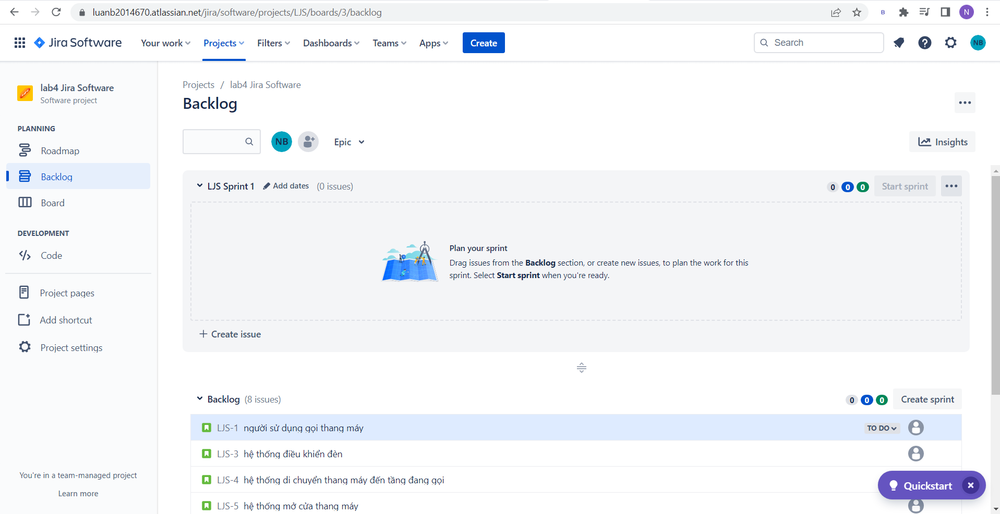 luanb2014670.atlassian.net/jira/software/projects/LJS/boards/3/backlog
B
N
Jira Software
Your work
Projects
Filters
Dashboards
Teams
Apps
Create
Search
NB
lab4 Jira Software
Software project
PLANNING
Roadmap
Backlog
Board
DEVELOPMENT
Code
Project pages
Add shortcut
Project settings
You're in a team-managed project
Learn more
Projects / lab4 Jira Software
Backlog
NB
Epic
Insights
LJS Sprint 1 Add dates (0 issues)
0 0 0 Start sprint
Plan your sprint
Drag issues from the Backlog section, or create new issues, to plan the work for this
sprint. Select Start sprint when you're ready.
Create issue
Backlog (8 issues)
0 0 0 Create sprint
LJS-1 người sử dụng gọi thang máy TO DO
LJS-3 hệ thống điều khiển đèn
LJS-4 hệ thống di chuyển thang máy đến tầng đang gọi
LJS-5 hệ thống mở cửa thang máy
Quickstart